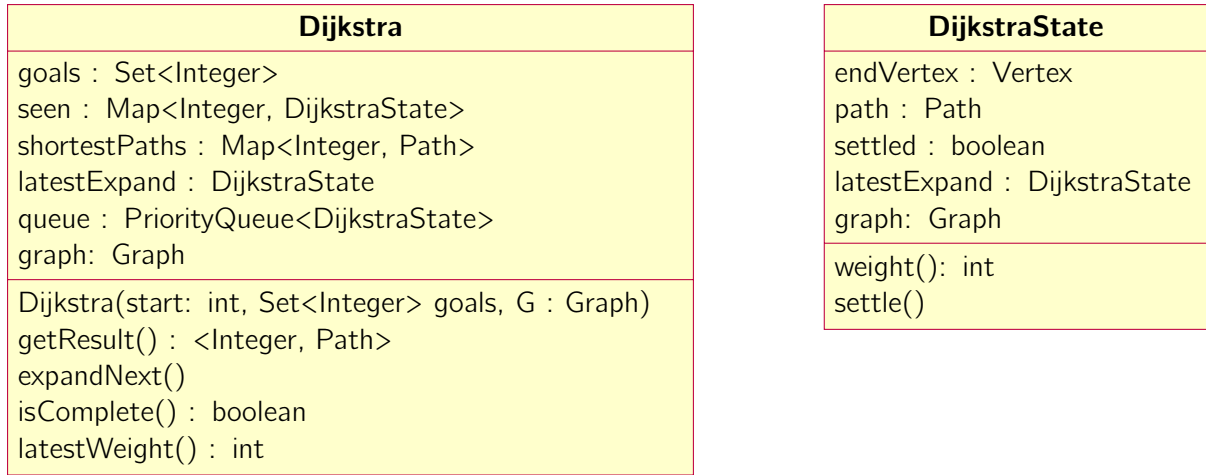 Dijkstra
goals : Set<Integer>
seen : Map<Integer, DijkstraState>
shortestPaths : Map<Integer, Path>
latestExpand : DijkstraState
queue : PriorityQueue<DijkstraState>
graph: Graph
Dijkstra(start: int, Set<Integer> goals, G : Graph)
getResult() : <Integer, Path>
expandNext()
isComplete() : boolean
latestWeight() : int
DijkstraState
endVertex : Vertex
path : Path
settled : boolean
latestExpand : DijkstraState
graph: Graph
weight(): int
settle()